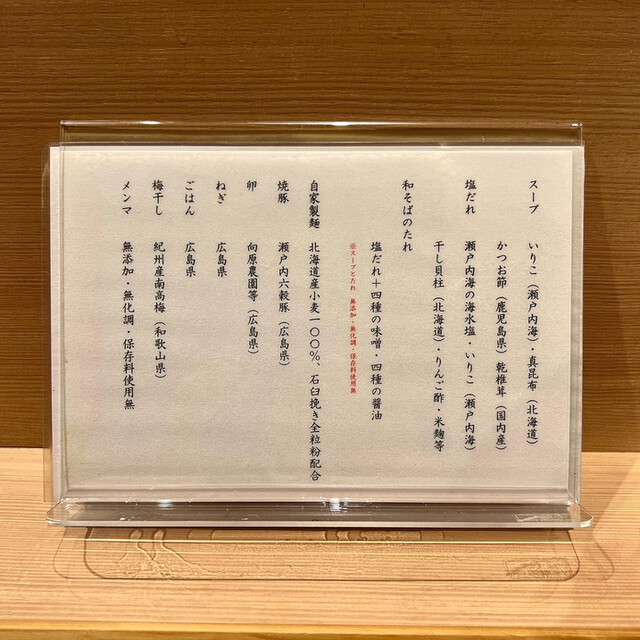 スープ　いりこ（瀬戸内海）・真昆布（北海道）
かつお節（鹿児島県）乾椎茸（国内産）
塩だれ　瀬戸内海の海水塩・いりこ（瀬戸内海）
干し貝柱（北海道）・りんご酢・米麹等
和そばのたれ
塩だれ＋四種の味噌・四種の醤油
※スープとたれ　無添加・無化調・保存料使用無
自家製麺　北海道産小麦一〇〇％、石臼挽き全粒粉配合
焼豚　瀬戸内六穀豚（広島県）
卵　向原農園等（広島県）
ねぎ　広島県
ごはん　広島県
梅干し　紀州産南高梅（和歌山県）
メンマ　無添加・無化調・保存料使用無